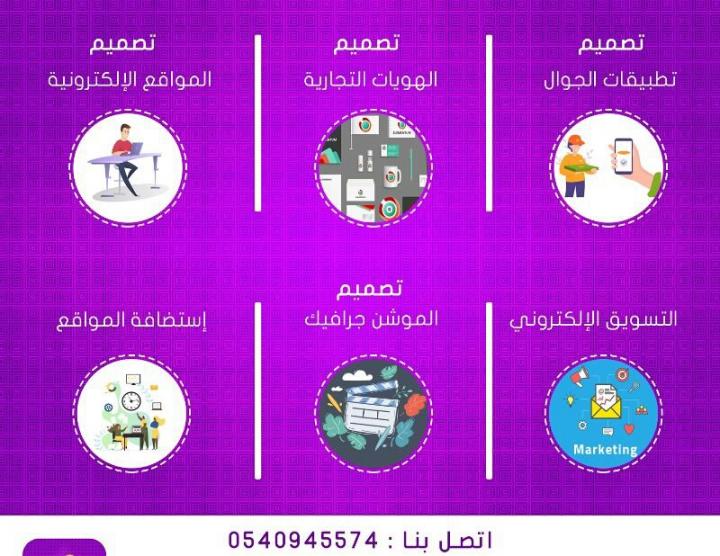 تصميم
تطبيقات الجوال
تصميم
الهويات التجارية
تصميم
المواقع الإلكترونية
التسويق الإلكتروني
Marketing
تصميم
الموشن جرافيك
إستضافة المواقع
اتصل بنا : 0540945574